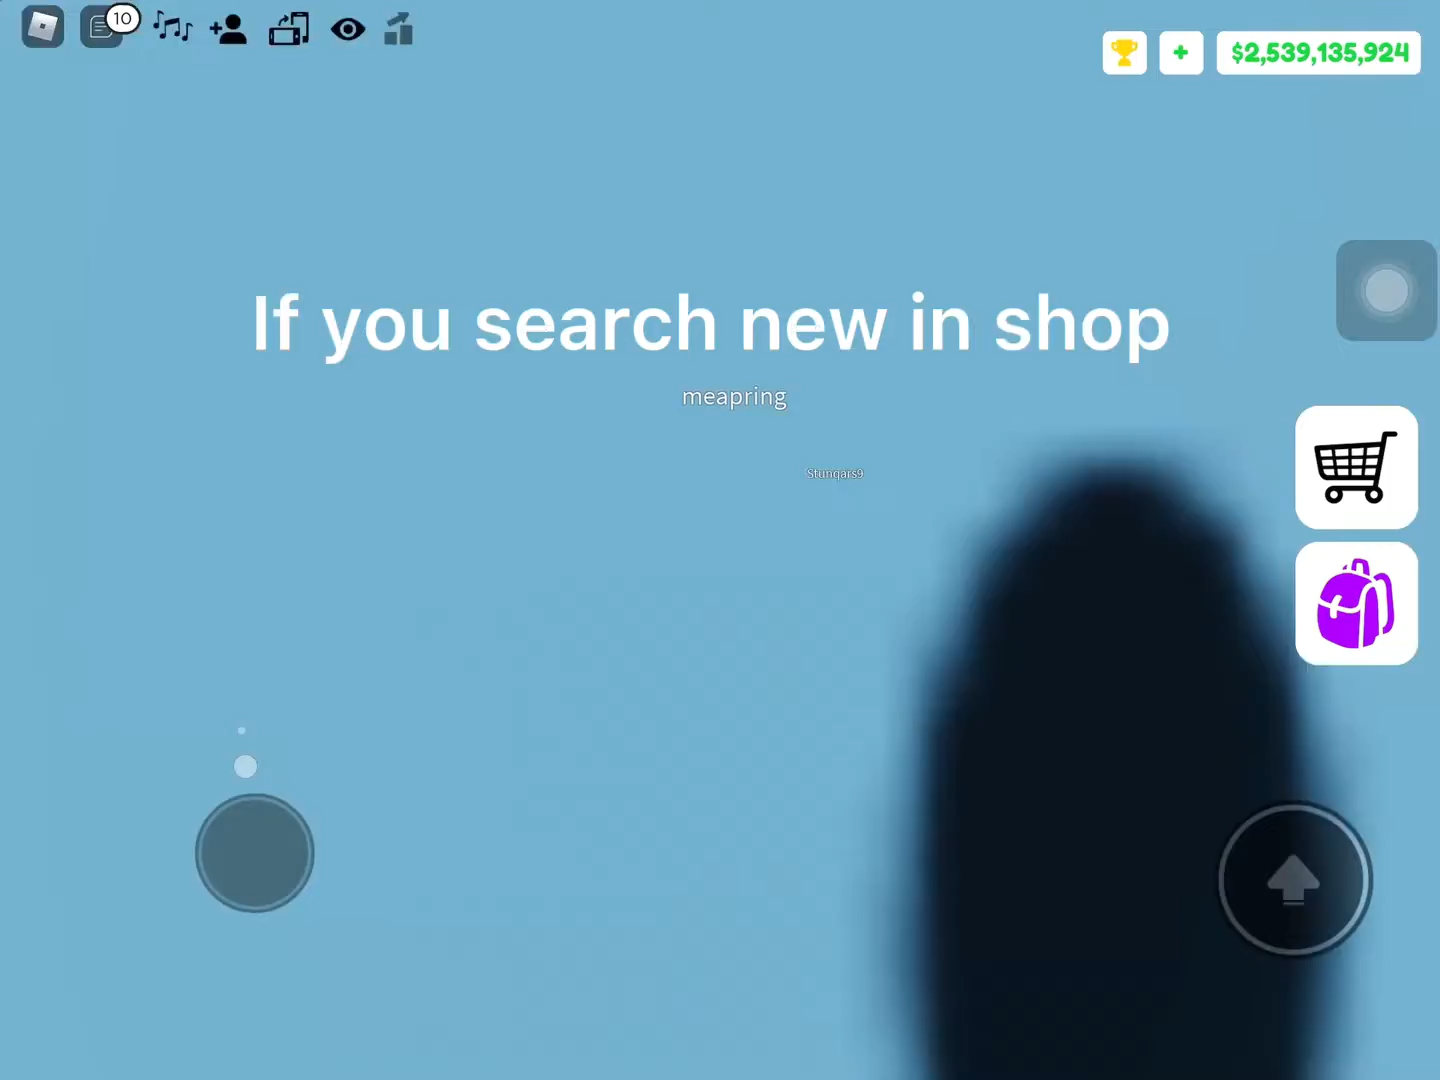 10
$2,539,135,924
If you search new in shop
meapring
Stunqars9